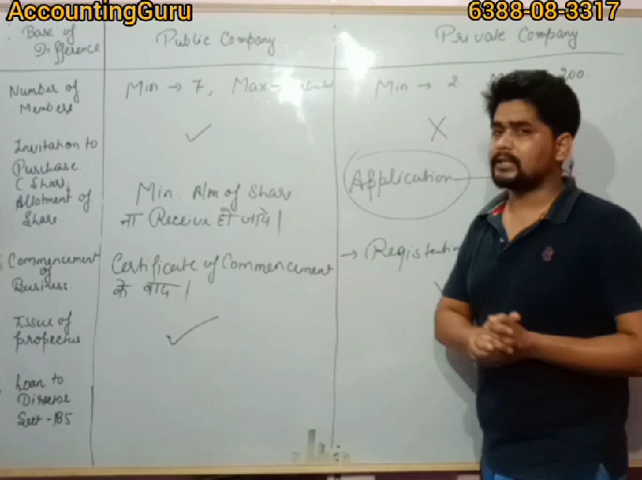 AccountingGuru
6388-08-3317
Base of
Difference
Public Company
Private Company
Number of
Members
Min → 7, Max-
Min → 2
200
Invitation to
Purchase
(Share)
✓
X
Allotment of
Share.
Min. A/m of Share.
ना Receive हो जाये।
Application
Commencement
of
Business.
Certificate of Commencement
के बाद।
→ Registration
Issue of
propectus
✓
Loan to
Director
Sect-185